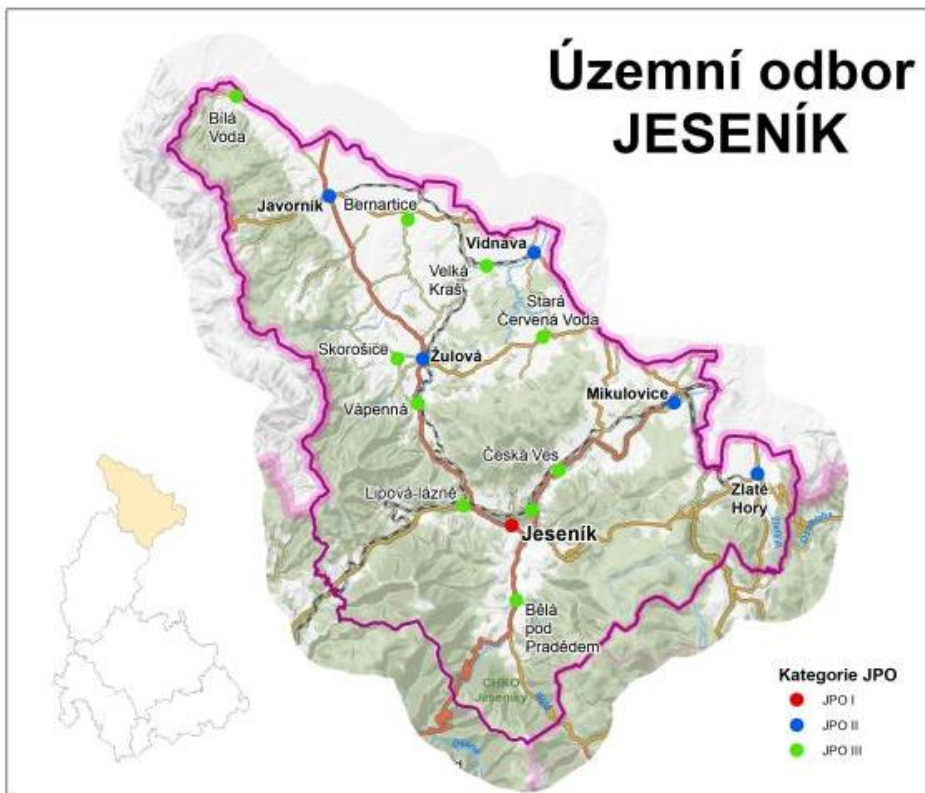 Územní odbor
JESENÍK
Bílá
Voda
Javorník
Bernartice
Vidnava
Velká
Kraš
Stará
Červená Voda
Skorošice
Žulová
Vápenná
Mikulovice
Česká Ves
Zlaté
Hory
Lipová-lázně
Jeseník
Bělá
pod
Pradědem
CHKO
Jeseníky
Kategorie JPO
JPO I
JPO II
JPO III